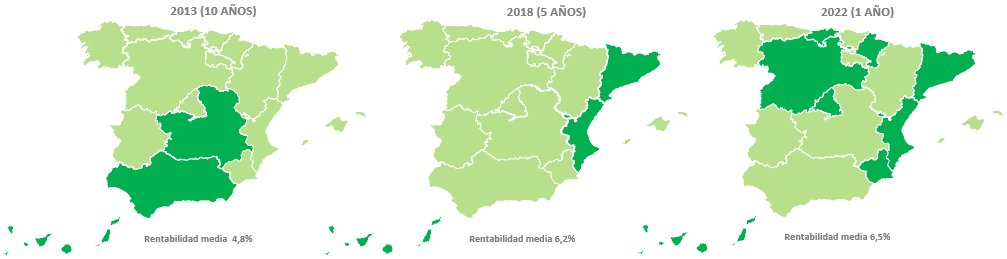 2013 (10 AÑOS)
2018 (5 AÑOS)
2022 (1 AÑO)
Rentabilidad media 4,8%
Rentabilidad media 6,2%
Rentabilidad media 6,5%